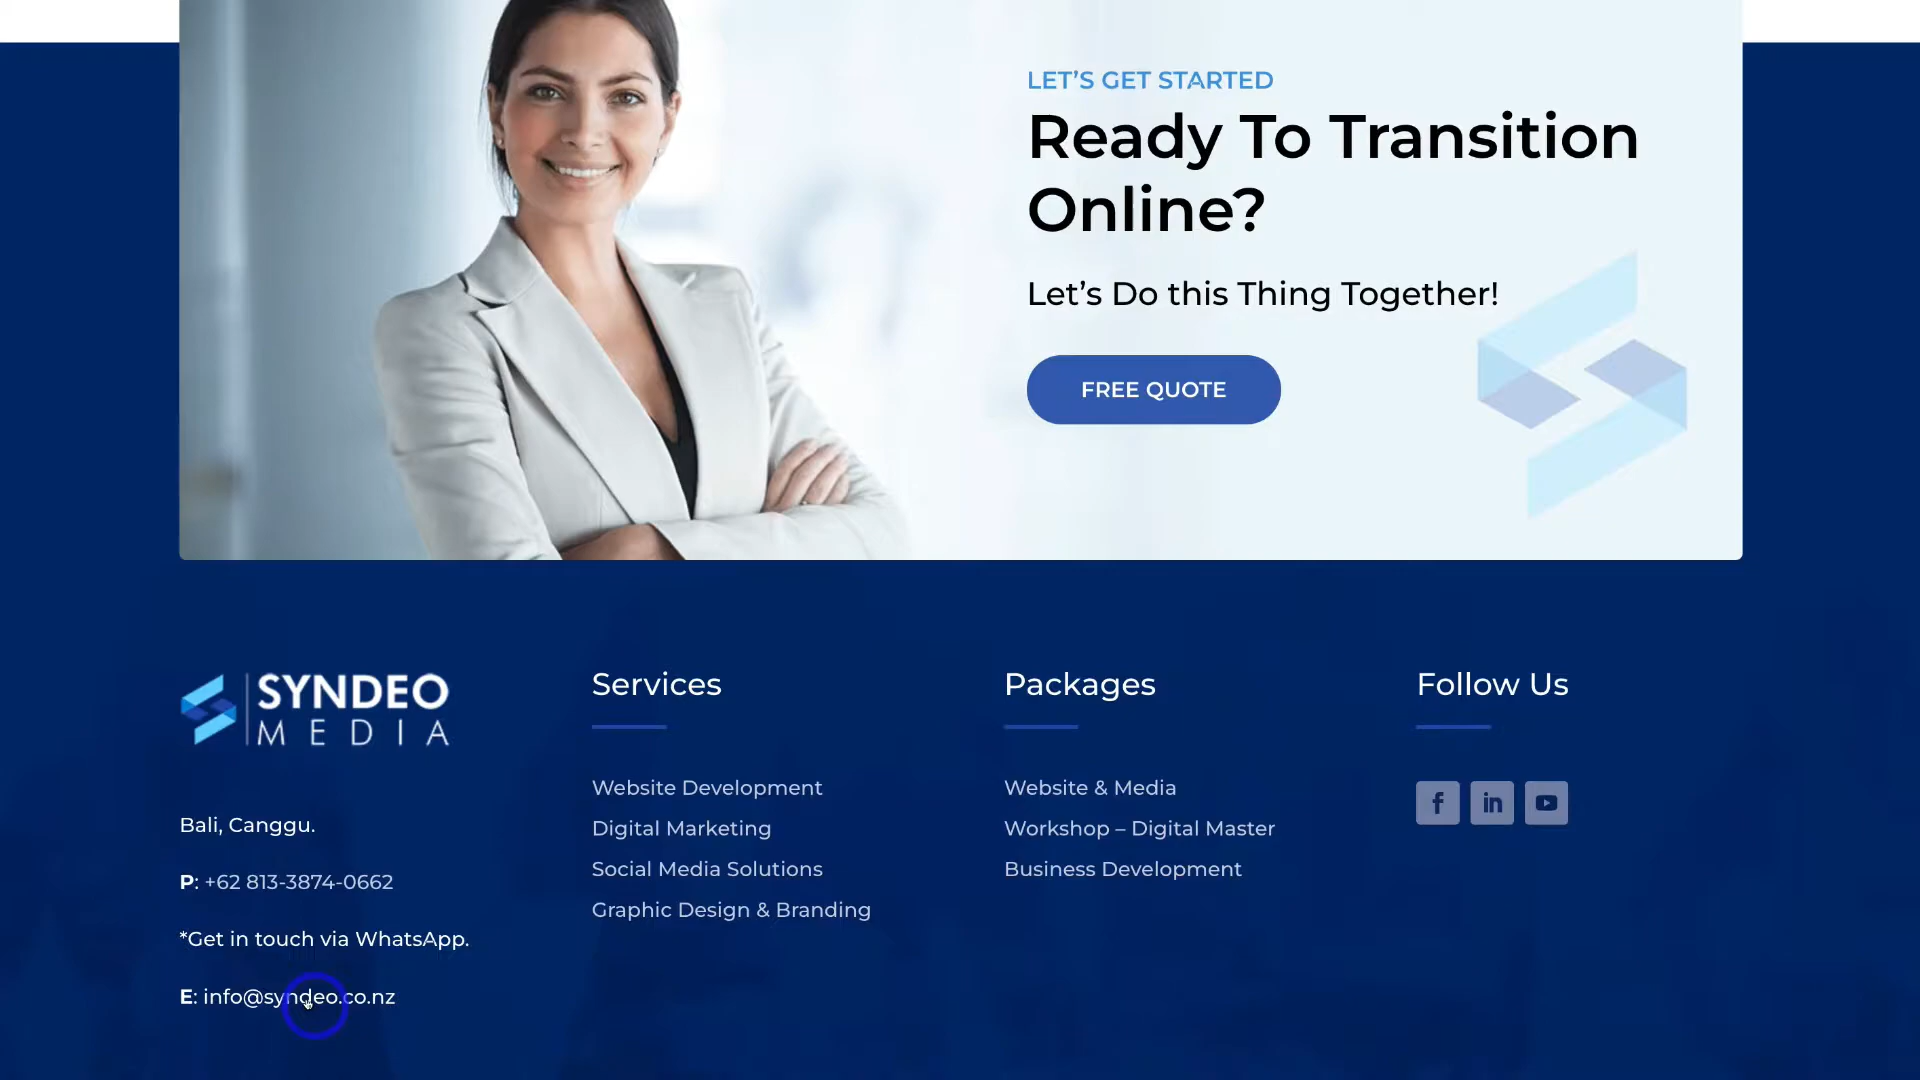 LET'S GET STARTED
Ready To Transition
Online?
Let's Do this Thing Together!
FREE QUOTE
SYNDEO
MEDIA
Bali, Canggu.
P: +62 813-3874-0662
*Get in touch via WhatsApp.
E: info@syndeo.co.nz
Services
Website Development
Digital Marketing
Social Media Solutions
Graphic Design & Branding
Packages
Website & Media
Workshop – Digital Master
Business Development
Follow Us